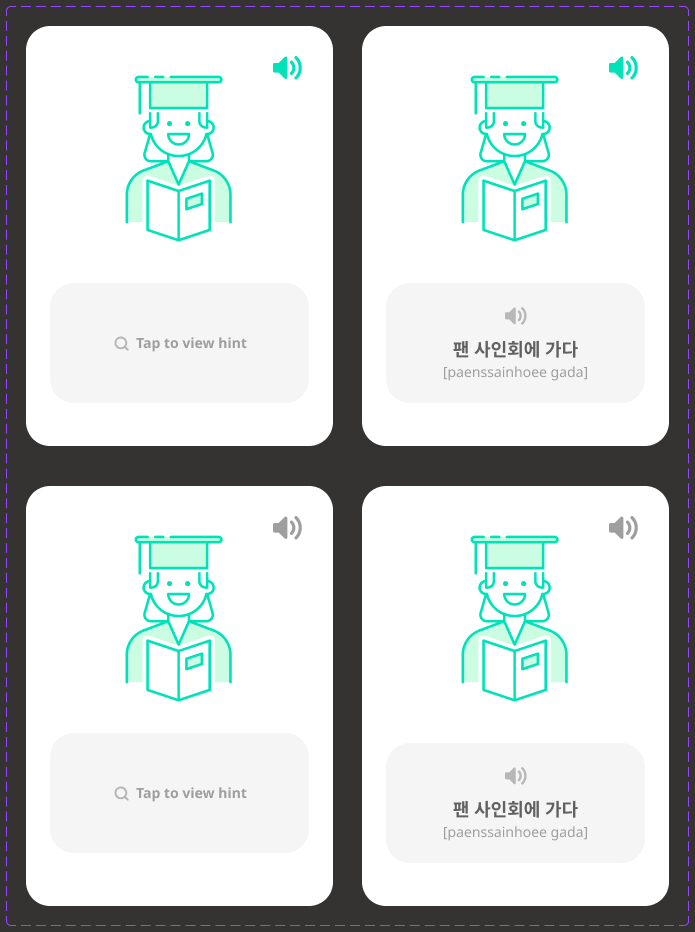 Tap to view hint
팬 사인회에 가다
[paenssainhoee gada]
Tap to view hint
팬 사인회에 가다
[paenssainhoee gada]